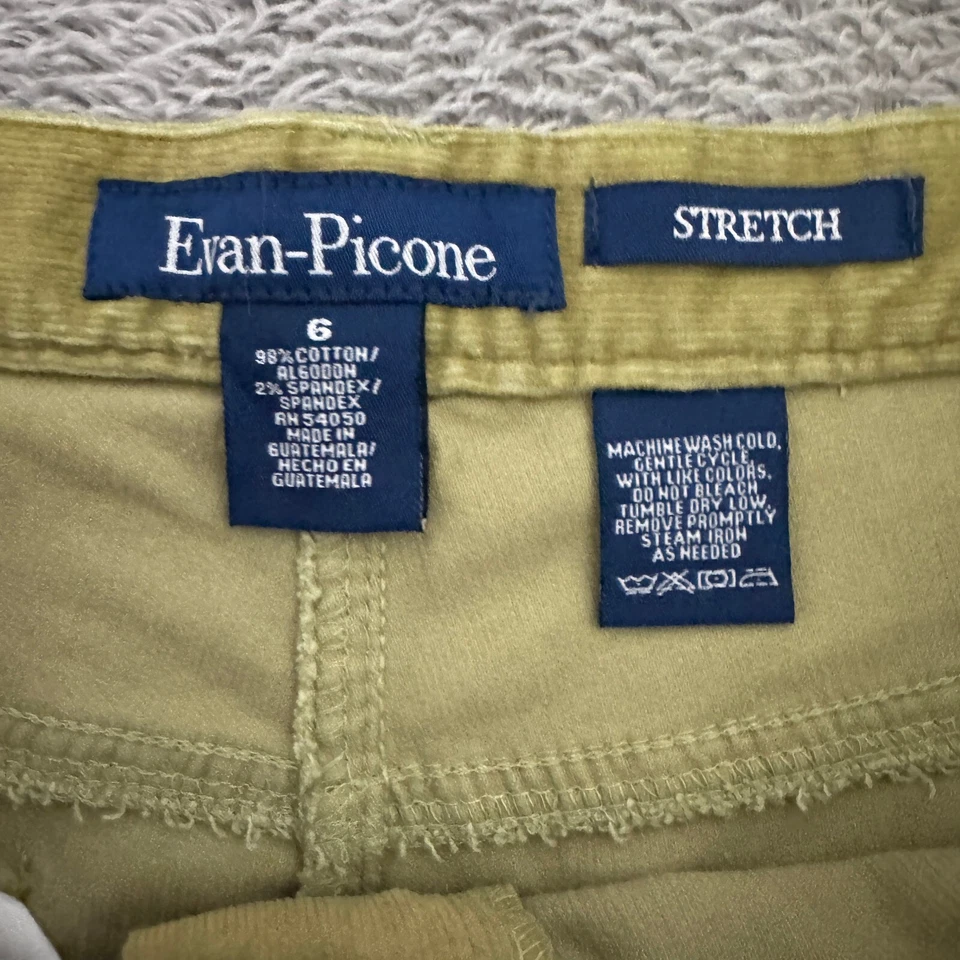 Evan-Picone
STRETCH
6
98% COTTON/
ALGODON
2% SPANDEX/
SPANDEX
RN 54050
MADE IN
GUATEMALA/
HECHO EN
GUATEMALA
MACHINE WASH COLD,
GENTLE CYCLE,
WITH LIKE COLORS,
DO NOT BLEACH
TUMBLE DRY LOW,
REMOVE PROMPTLY
STEAM IRON
AS NEEDED